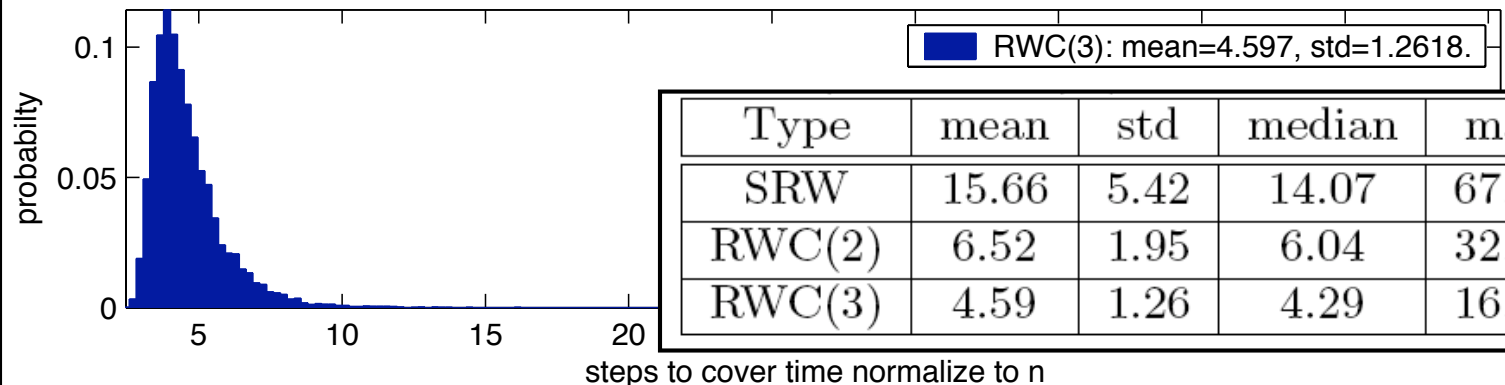 0.1
0.05
0
probabilty
RWC(3): mean=4.597, std=1.2618.
Type mean std median
SRW 15.66 5.42 14.07 67
RWC(2) 6.52 1.95 6.04 32
RWC(3) 4.59 1.26 4.29 16
5 10 15 20
steps to cover time normalize to n